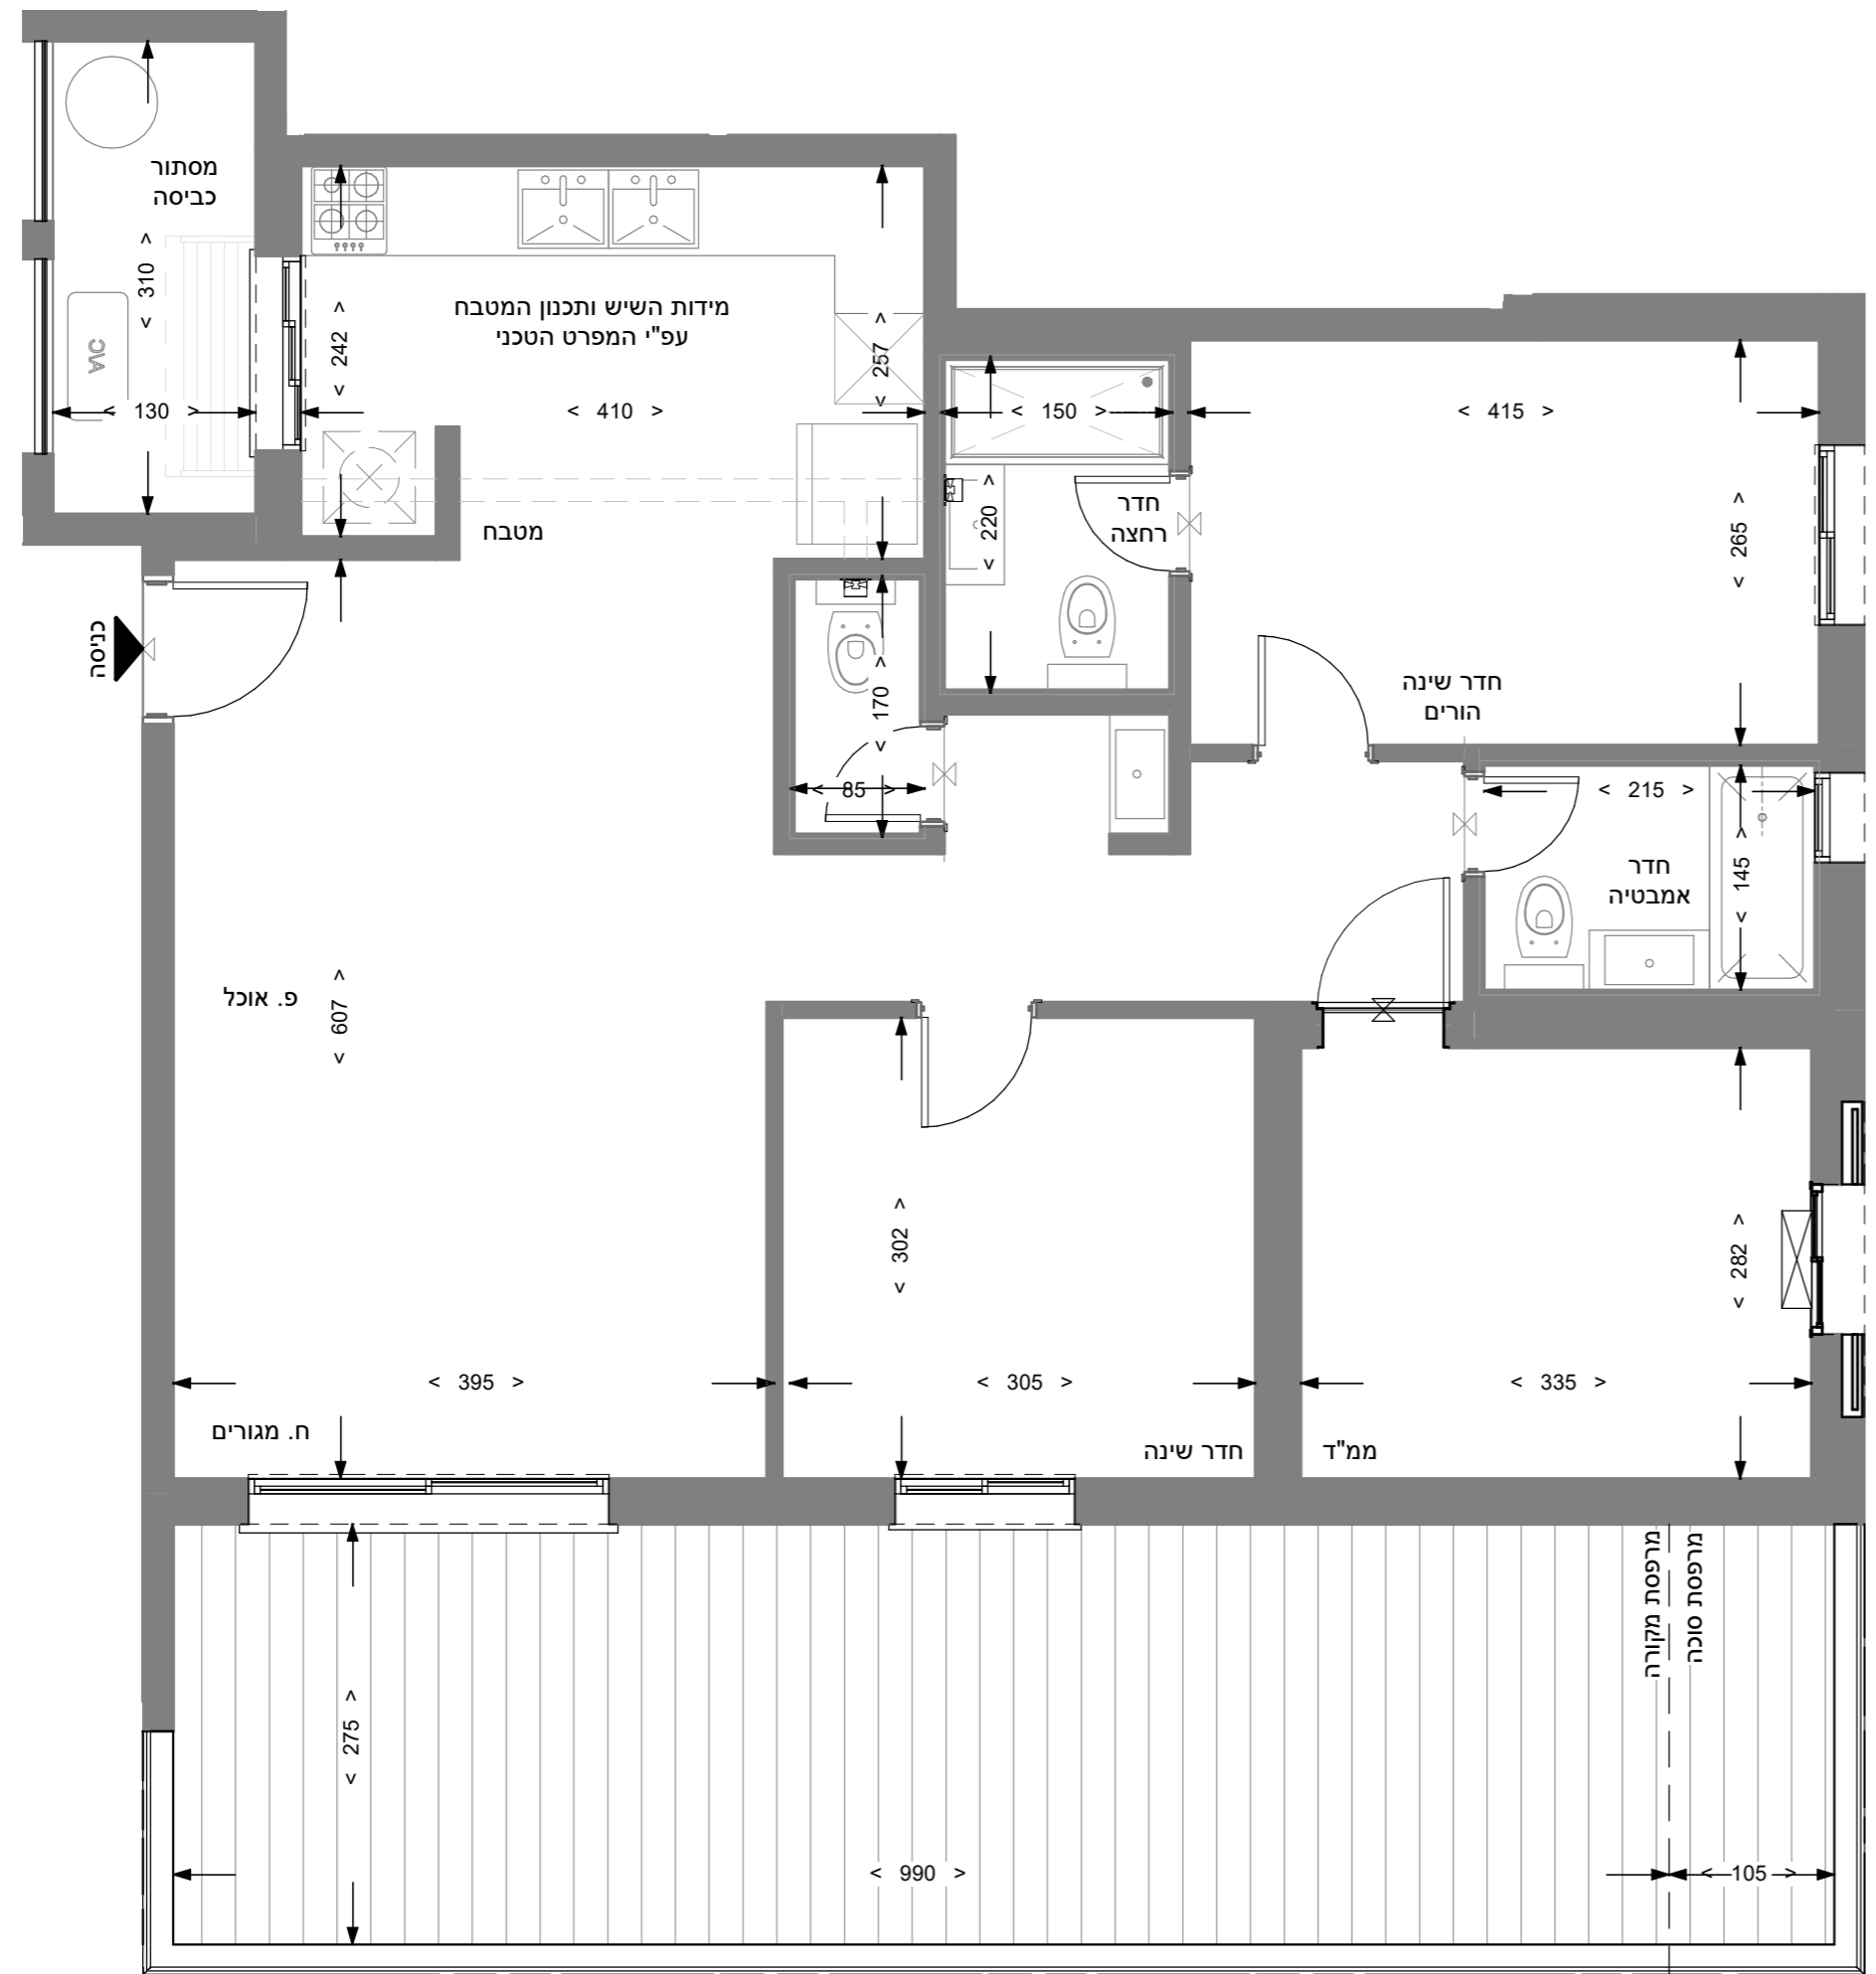 מסתור
כביסה
< 310 >
A\C
< 130 >
< 242 >
מידות השיש ותכנון המטבח
עפ"י המפרט הטכני
< 257 >
< 410 >
מטבח
< 150 >
< 220 >
חדר
רחצה
< 415 >
< 265 >
חדר שינה
הורים
כניסה
< 170 >
< 85 >
< 215 >
< 145 >
חדר
אמבטיה
פ. אוכל
< 607 >
< 302 >
< 282 >
< 395 >
< 305 >
< 335 >
ח. מגורים
חדר שינה
ממ"ד
מרפסת מקורה
מרפסת סוכה
< 275 >
< 990 >
< 105 >